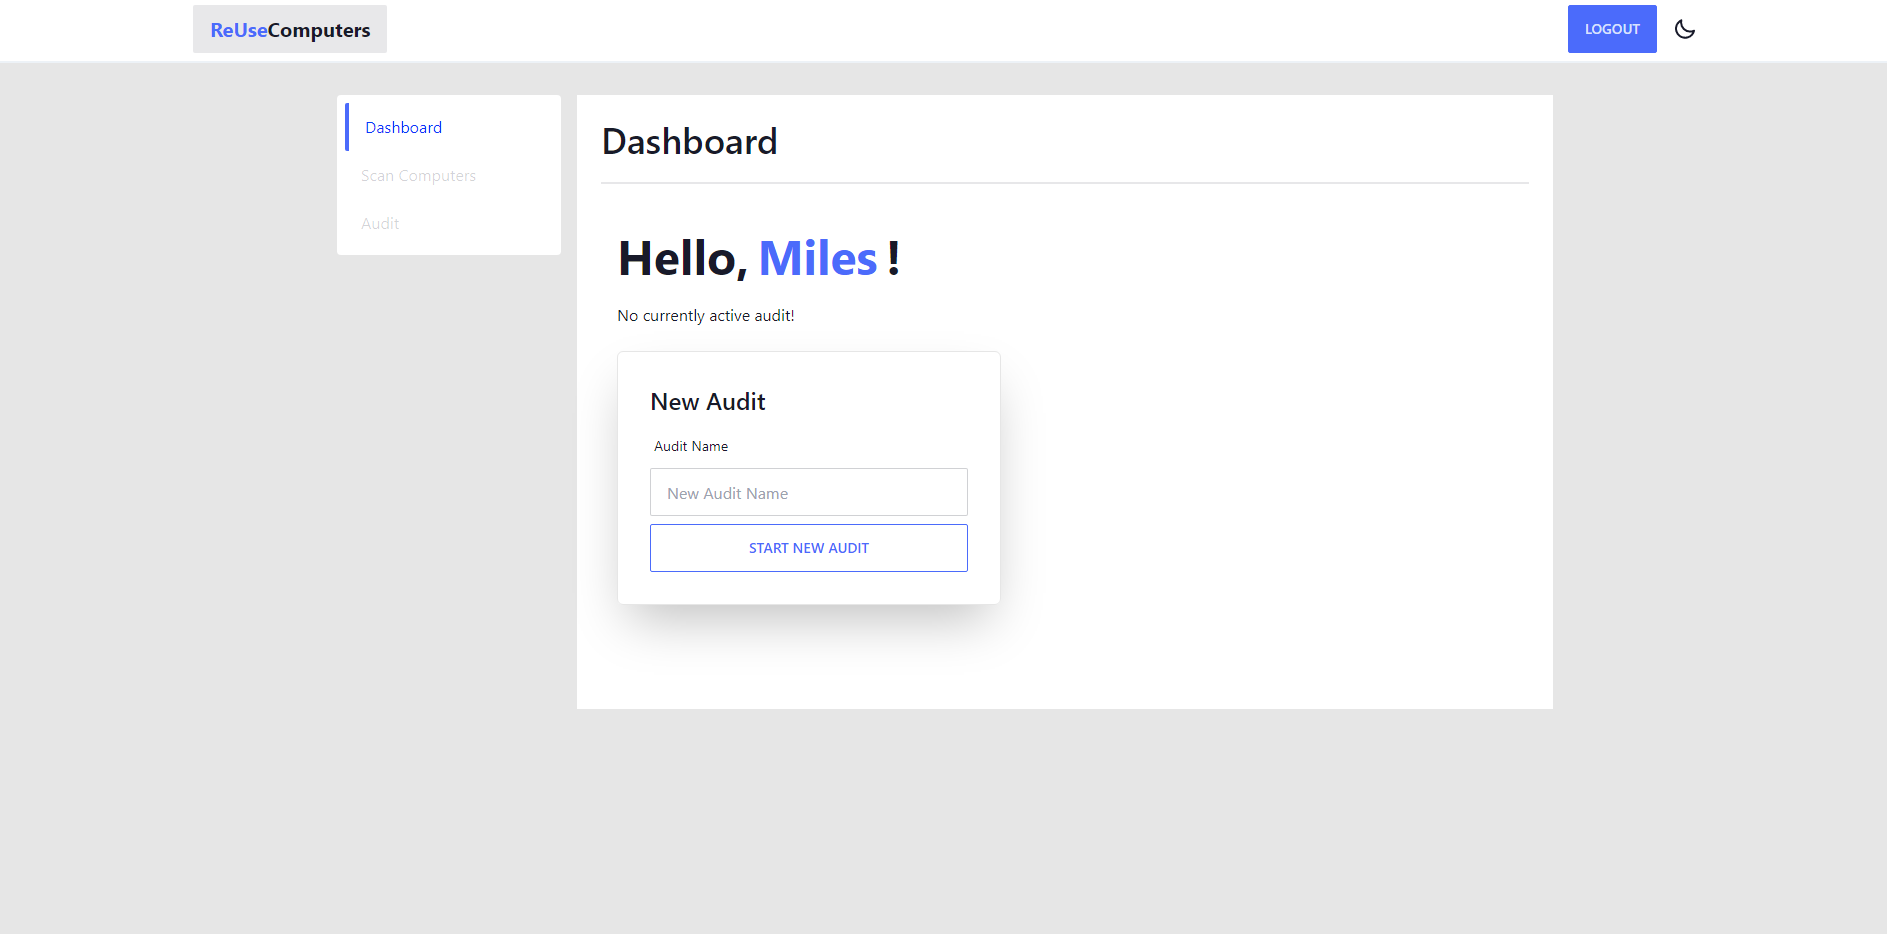 ReUseComputers
LOGOUT
Dashboard
Scan Computers
Audit
Dashboard
Hello, Miles !
No currently active audit!
New Audit
Audit Name
New Audit Name
START NEW AUDIT